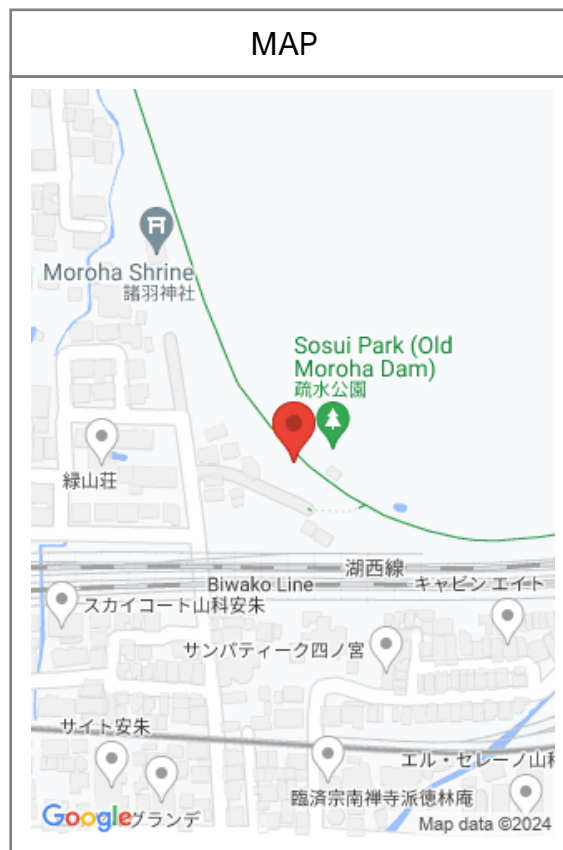 MAP
Moroha Shrine
諸羽神社
Sosui Park (Old
Moroha Dam)
疏水公園
緑山荘
湖西線
Biwako Line
キャビン エイト
スカイコート山科安朱
サンパティーク四ノ宮
サイト安朱
エル・セレーノ山科
臨済宗南禅寺派徳林庵
Google
グランデ
Map data ©2024